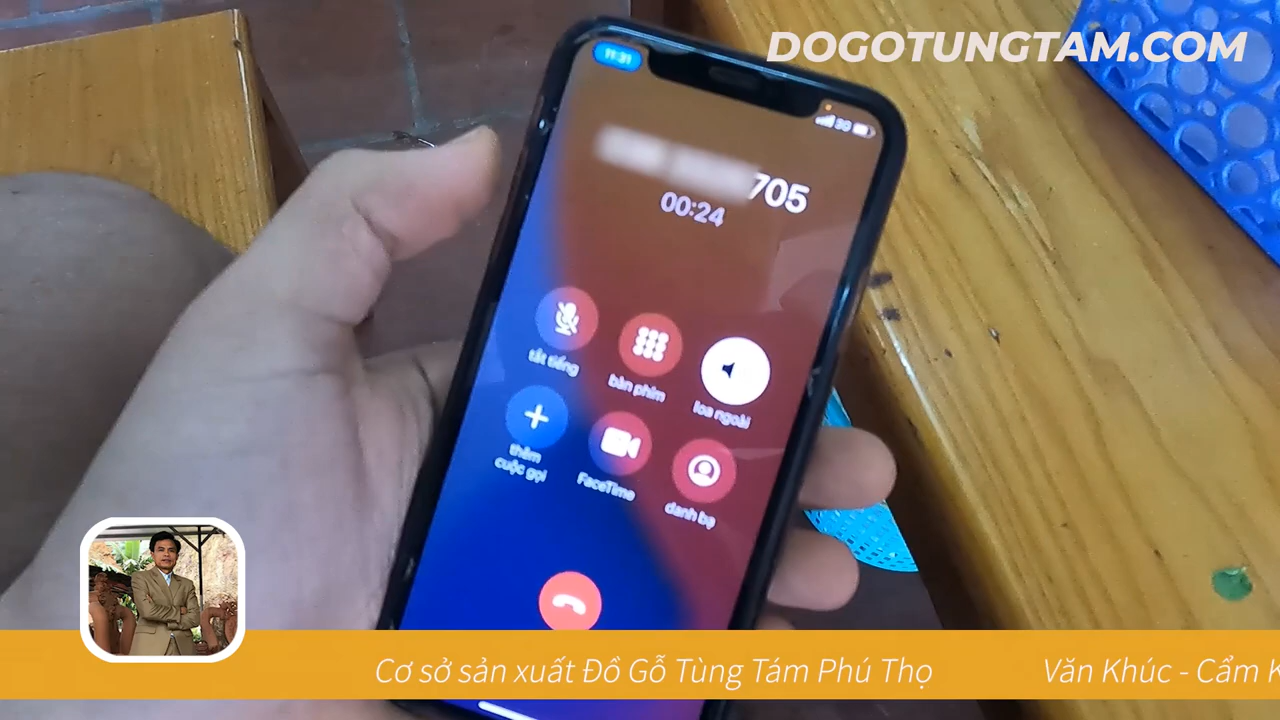 DOGOTUNGTAM.COM
11:31
3G
705
00:24
tắt tiếng
bàn phím
loa ngoài
thêm
cuộc gọi
FaceTime
danh bạ
Cơ sở sản xuất Đồ Gỗ Tùng Tám Phú Thọ
Văn Khúc - Cẩm K